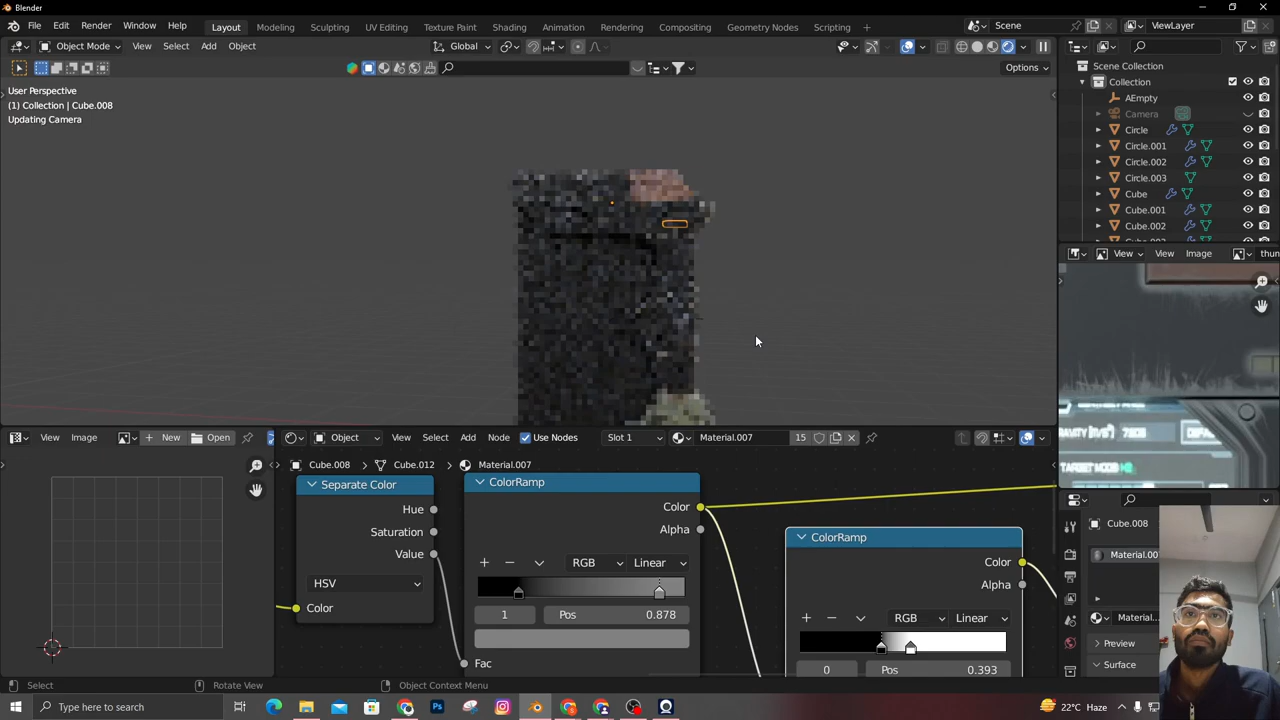 Blender
File Edit Render Window Help Layout Modeling Sculpting UV Editing Texture Paint Shading Animation Rendering Compositing Geometry Nodes Scripting + Scene ViewLayer
Object Mode View Select Add Object Global
Options
User Perspective
(1) Collection | Cube.008
Updating Camera
Scene Collection
Collection
AEmpty
Camera
Circle
Circle.001
Circle.002
Circle.003
Cube
Cube.001
Cube.002
View View Image thun
View Image New Open Object View Select Add Node Use Nodes Slot 1 Material.007 15
Cube.008 Cube.012 Material.007
Separate Color
Hue
Saturation
Value
HSV
Color
ColorRamp
Color
Alpha
RGB Linear
1 Pos 0.878
Fac
ColorRamp
Color
Alpha
RGB Linear
0 Pos 0.393
TARGET MODE
Cube.008
Material.00
Materia...
Preview
Surface
Select Rotate View Object Context Menu
Type here to search
22°C Haze